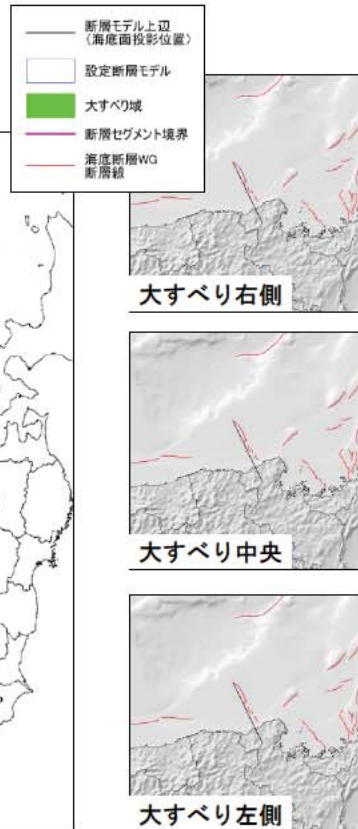 断層モデル上辺
(海底面投影位置)
設定断層モデル
大すべり域
断層セグメント境界
海底断層WG
断層線
大すべり右側
大すべり中央
大すべり左側